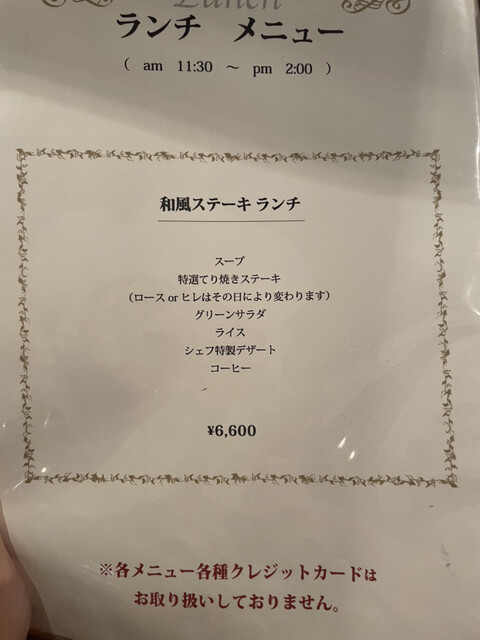 Lunch
ランチ　メニュー
( am 11:30 ～ pm 2:00 )
和風ステーキ ランチ
スープ
特選てり焼きステーキ
（ロース or ヒレはその日により変わります）
グリーンサラダ
ライス
シェフ特製デザート
コーヒー
¥6,600
※各メニュー各種クレジットカードは
お取り扱いしておりません。